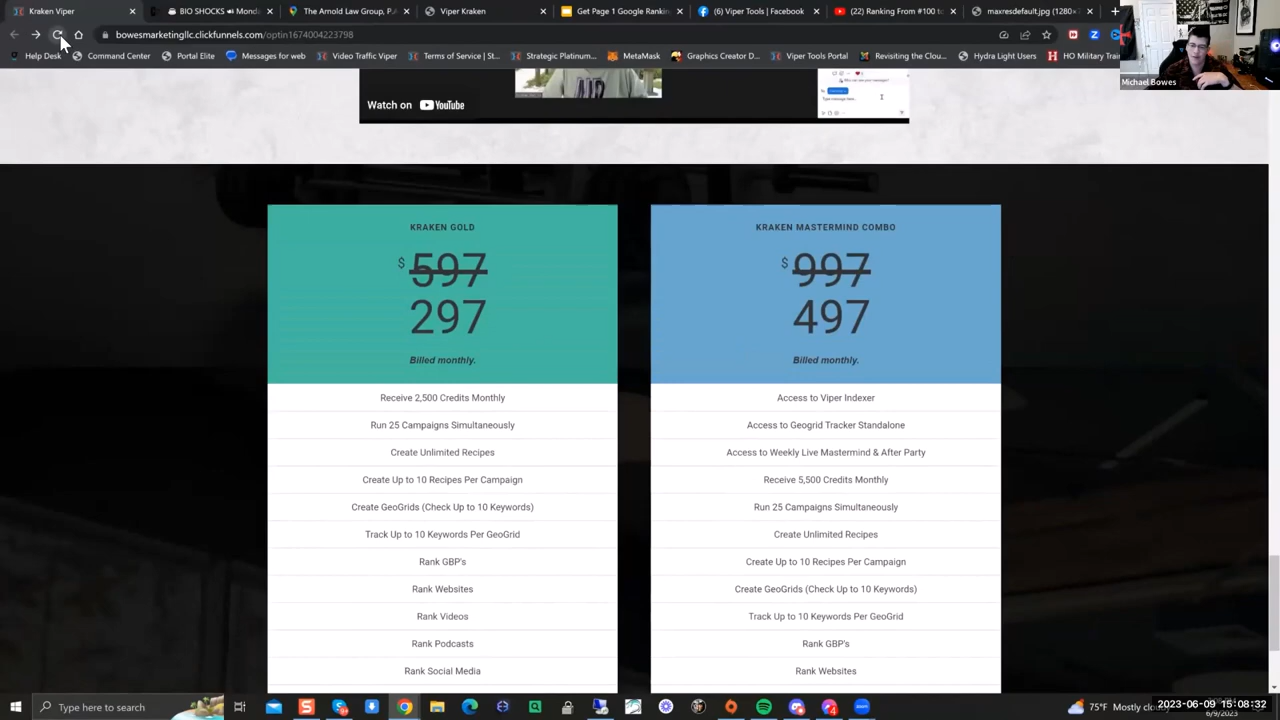 Kraken Viper
BIO SHOCKS
Monda
The Arnold Law Group, P
Viper Kraken
Get Page 1 Google Rankin
(6) Viper Tools | Facebook
(22) Ranking From #100 to
maxresdefault.jpg (1280×
bowesmarketingllc.clickfunnels.com/optin1674004223798
Help Desk
Command Center
Portfolio
Messages for web
Video Traffic Viper
Terms of Service | S...
Strategic Platinum...
MetaMask
Graphics Creator D...
Viper Tools Portal
Revisiting the Clou...
Hydra Light Users
HO Military Train
Michael Bowes
Watch on YouTube
KRAKEN GOLD
$ 597
297
Billed monthly.
Receive 2,500 Credits Monthly
Run 25 Campaigns Simultaneously
Create Unlimited Recipes
Create Up to 10 Recipes Per Campaign
Create GeoGrids (Check Up to 10 Keywords)
Track Up to 10 Keywords Per GeoGrid
Rank GBP's
Rank Websites
Rank Videos
Rank Podcasts
Rank Social Media
KRAKEN MASTERMIND COMBO
$ 997
497
Billed monthly.
Access to Viper Indexer
Access to Geogrid Tracker Standalone
Access to Weekly Live Mastermind & After Party
Receive 5,500 Credits Monthly
Run 25 Campaigns Simultaneously
Create Unlimited Recipes
Create Up to 10 Recipes Per Campaign
Create GeoGrids (Check Up to 10 Keywords)
Track Up to 10 Keywords Per GeoGrid
Rank GBP's
Rank Websites
Type here to search
75°F Mostly clou
2023-06-09 15:08:32
6/9/2023